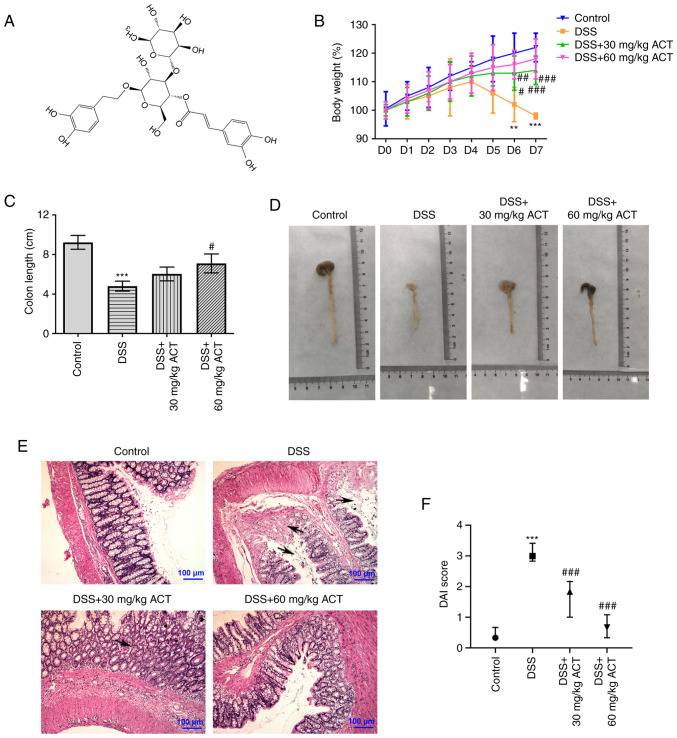 A
HO
OH
HO
OH
O
OH
O
HO
O
O
HO
OH
HO
O
OH
HO
OH
B
Body weight (%)
130
120
110
100
90
D0 D1 D2 D3 D4 D5 D6 D7
Control
DSS
DSS+30 mg/kg ACT
DSS+60 mg/kg ACT
##
###
#
###
**
***
C
Colon length (cm)
12
9
6
3
0
***
#
Control
DSS
DSS+
30 mg/kg ACT
DSS+
60 mg/kg ACT
D
Control
DSS
DSS+
30 mg/kg ACT
DSS+
60 mg/kg ACT
E
Control
DSS
100 µm
100 µm
DSS+30 mg/kg ACT
DSS+60 mg/kg ACT
100 µm
100 µm
F
DAI score
4
3
2
1
0
***
###
###
Control
DSS
DSS+
30 mg/kg ACT
DSS+
60 mg/kg ACT